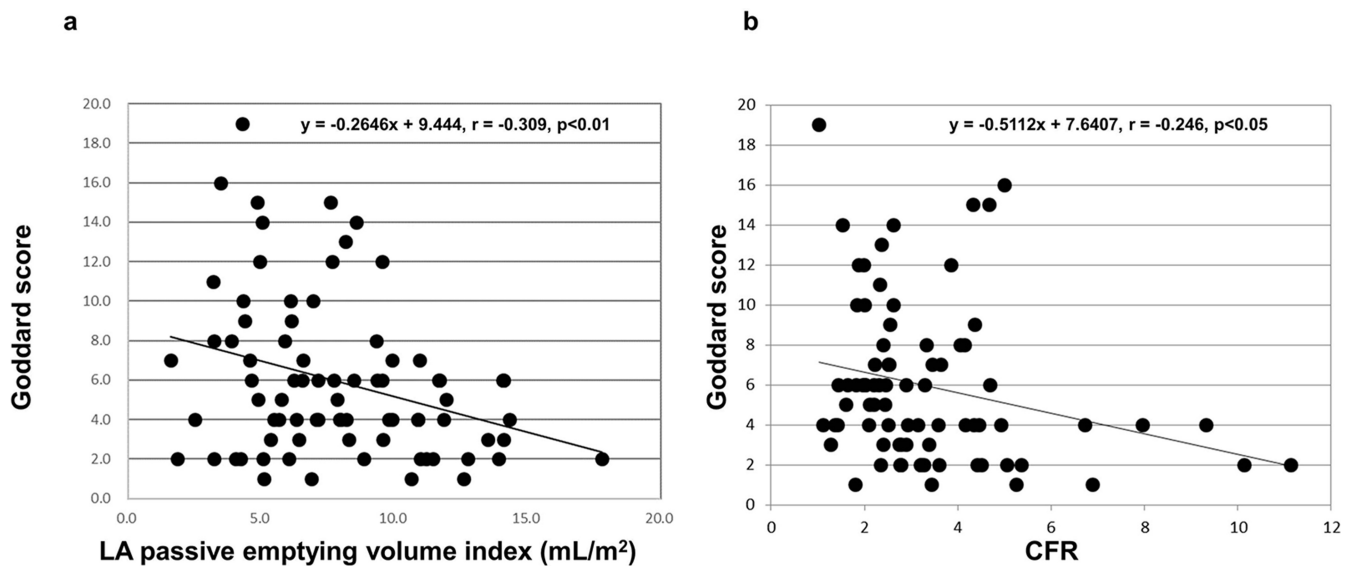 a
20.0
18.0
16.0
14.0
12.0
10.0
8.0
6.0
4.0
2.0
0.0
0.0 5.0 10.0 15.0 20.0
Goddard score
LA passive emptying volume index (mL/m²)
y = -0.2646x + 9.444, r = -0.309, p<0.01
b
20
18
16
14
12
10
8
6
4
2
0
0 2 4 6 8 10 12
Goddard score
CFR
y = -0.5112x + 7.6407, r = -0.246, p<0.05